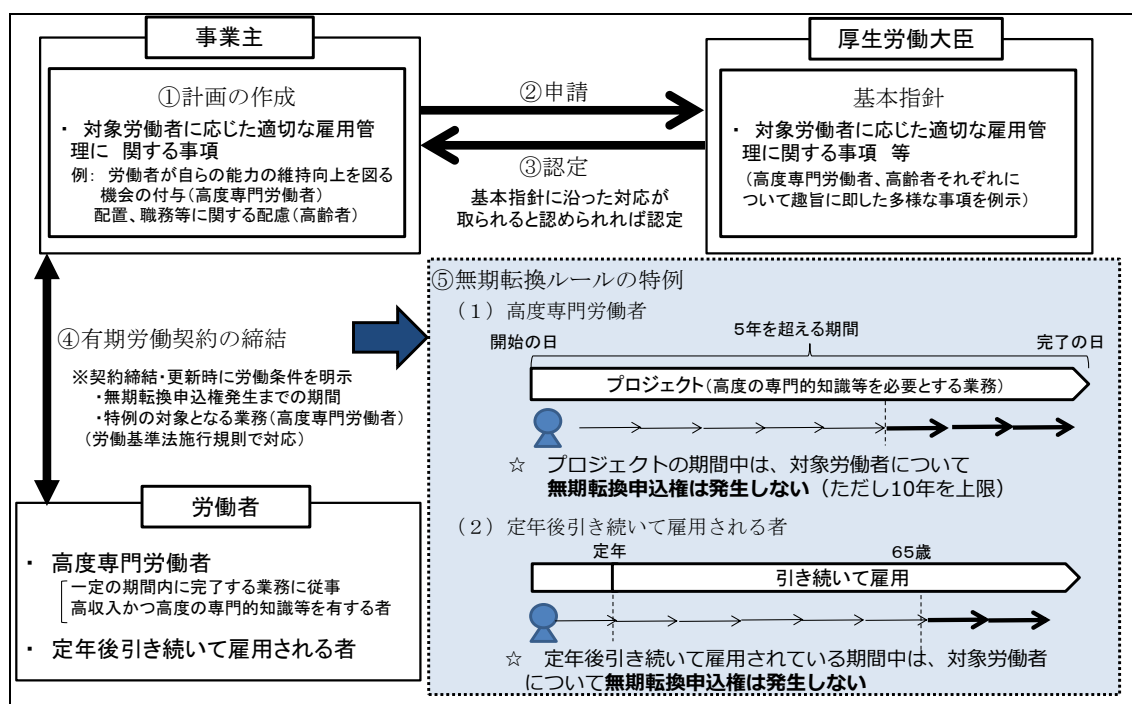 事業主
①計画の作成
・ 対象労働者に応じた適切な雇用管
理に 関する事項
例: 労働者が自らの能力の維持向上を図る
機会の付与(高度専門労働者)
配置、職務等に関する配慮(高齢者)
②申請
③認定
基本指針に沿った対応が
取られると認められれば認定
厚生労働大臣
基本指針
・ 対象労働者に応じた適切な雇用管
理に関する事項 等
(高度専門労働者、高齢者それぞれに
ついて趣旨に即した多様な事項を例示)
④有期労働契約の締結
※契約締結・更新時に労働条件を明示
・無期転換申込権発生までの期間
・特例の対象となる業務(高度専門労働者)
(労働基準法施行規則で対応)
労働者
・ 高度専門労働者
一定の期間内に完了する業務に従事
高収入かつ高度の専門的知識等を有する者
・ 定年後引き続いて雇用される者
⑤無期転換ルールの特例
(1)高度専門労働者
開始の日 5年を超える期間 完了の日
プロジェクト(高度の専門的知識等を必要とする業務)
☆ プロジェクトの期間中は、対象労働者について
無期転換申込権は発生しない(ただし10年を上限)
(2)定年後引き続いて雇用される者
定年 65歳
引き続いて雇用
☆ 定年後引き続いて雇用されている期間中は、対象労働者
について無期転換申込権は発生しない